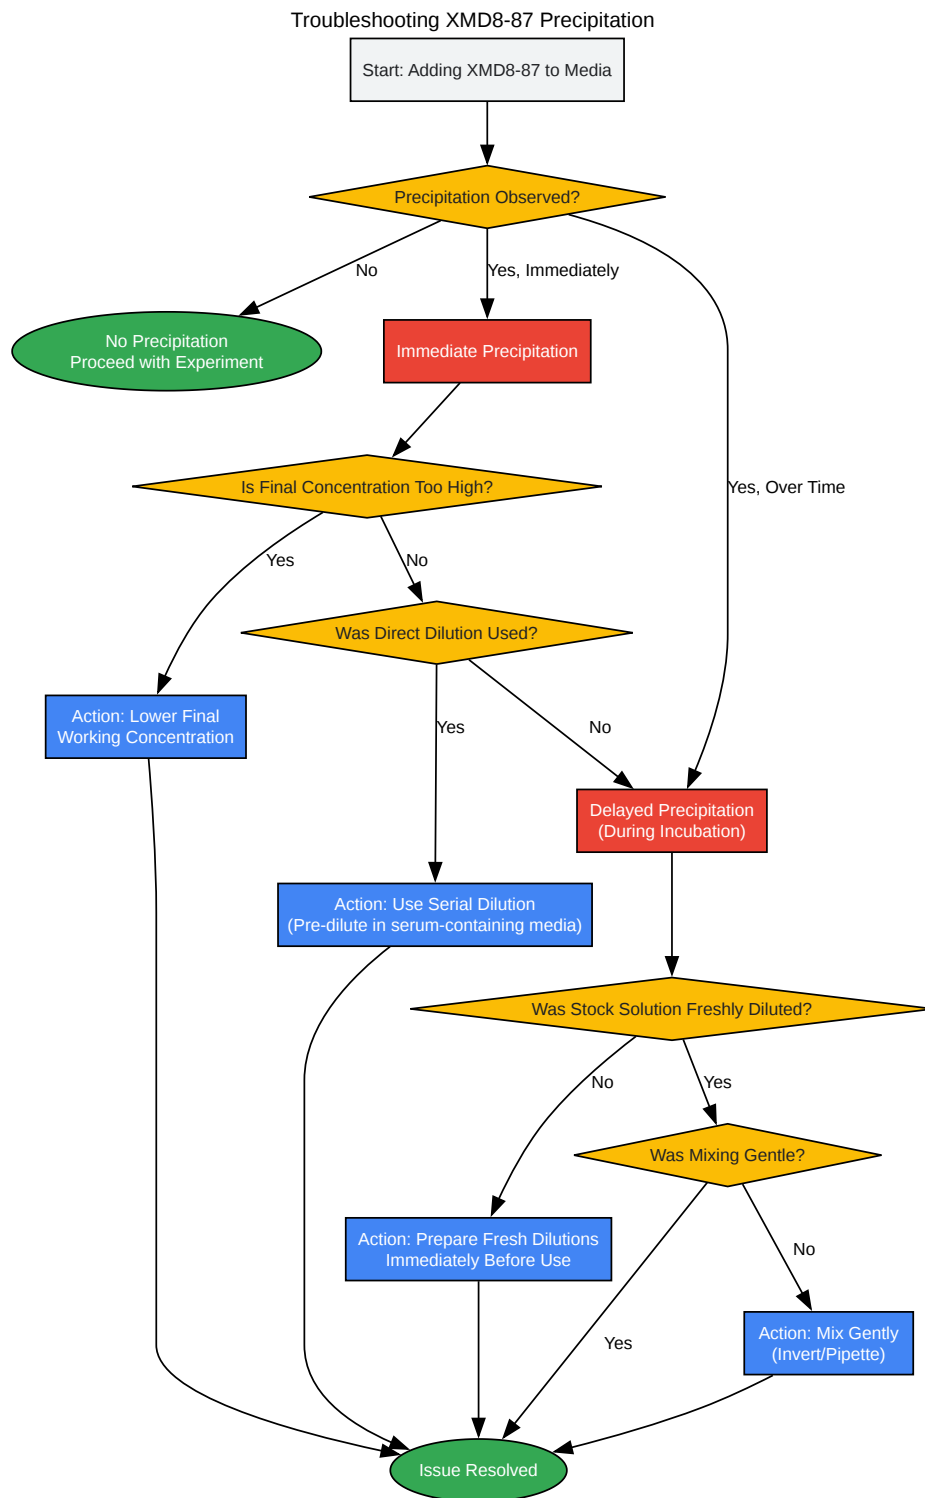 Troubleshooting XMD8-87 Precipitation
Start: Adding XMD8-87 to Media
Precipitation Observed?
No
Yes, Immediately
No Precipitation
Proceed with Experiment
Immediate Precipitation
Is Final Concentration Too High?
Yes, Over Time
Yes
No
Was Direct Dilution Used?
Action: Lower Final
Working Concentration
Yes
No
Delayed Precipitation
(During Incubation)
Action: Use Serial Dilution
(Pre-dilute in serum-containing media)
Was Stock Solution Freshly Diluted?
No
Yes
Was Mixing Gentle?
Action: Prepare Fresh Dilutions
Immediately Before Use
No
Yes
Action: Mix Gently
(Invert/Pipette)
Issue Resolved